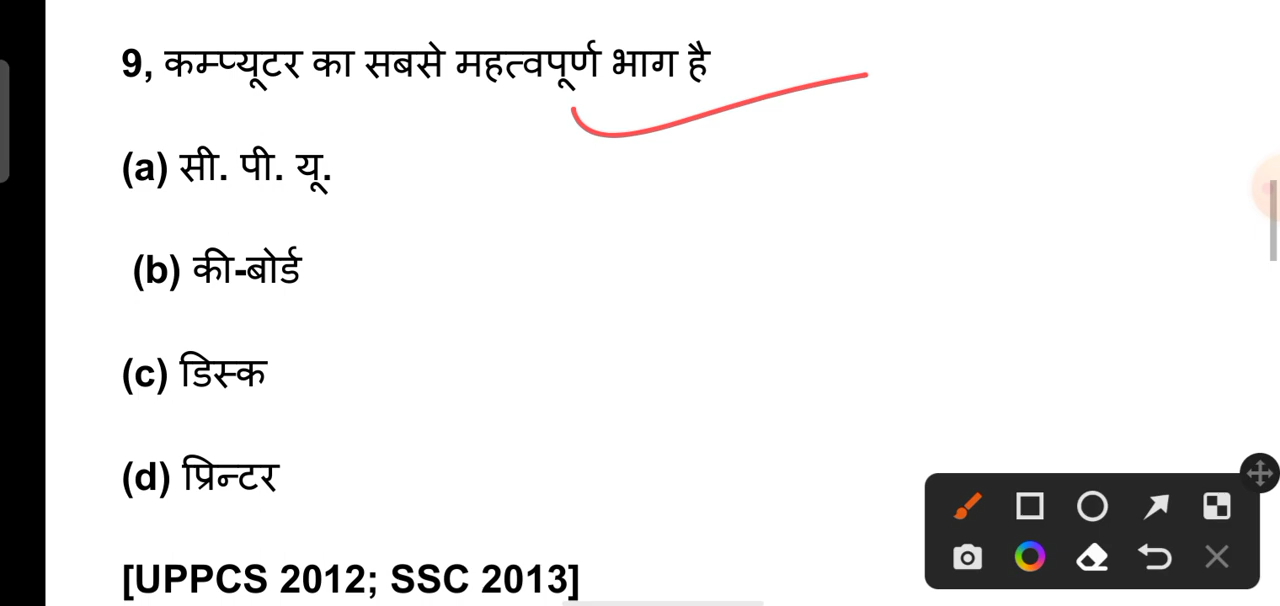 9, कम्प्यूटर का सबसे महत्वपूर्ण भाग है
(a) सी. पी. यू.
(b) की-बोर्ड
(c) डिस्क
(d) प्रिन्टर
[UPPCS 2012; SSC 2013]